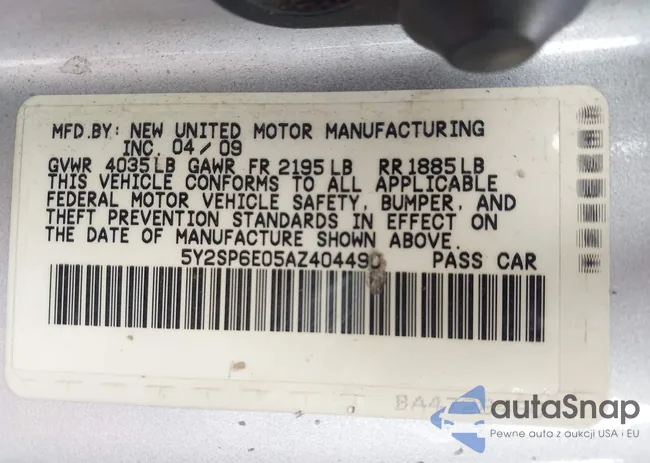 MFD.BY: NEW UNITED MOTOR MANUFACTURING
INC. 04/09
GVWR 4035LB GAWR FR 2195LB RR 1885LB
THIS VEHICLE CONFORMS TO ALL APPLICABLE
FEDERAL MOTOR VEHICLE SAFETY, BUMPER, AND
THEFT PREVENTION STANDARDS IN EFFECT ON
THE DATE OF MANUFACTURE SHOWN ABOVE.
5Y2SP6E05AZ404490 PASS CAR
autaSnap
Pewne auta z aukcji USA i EU